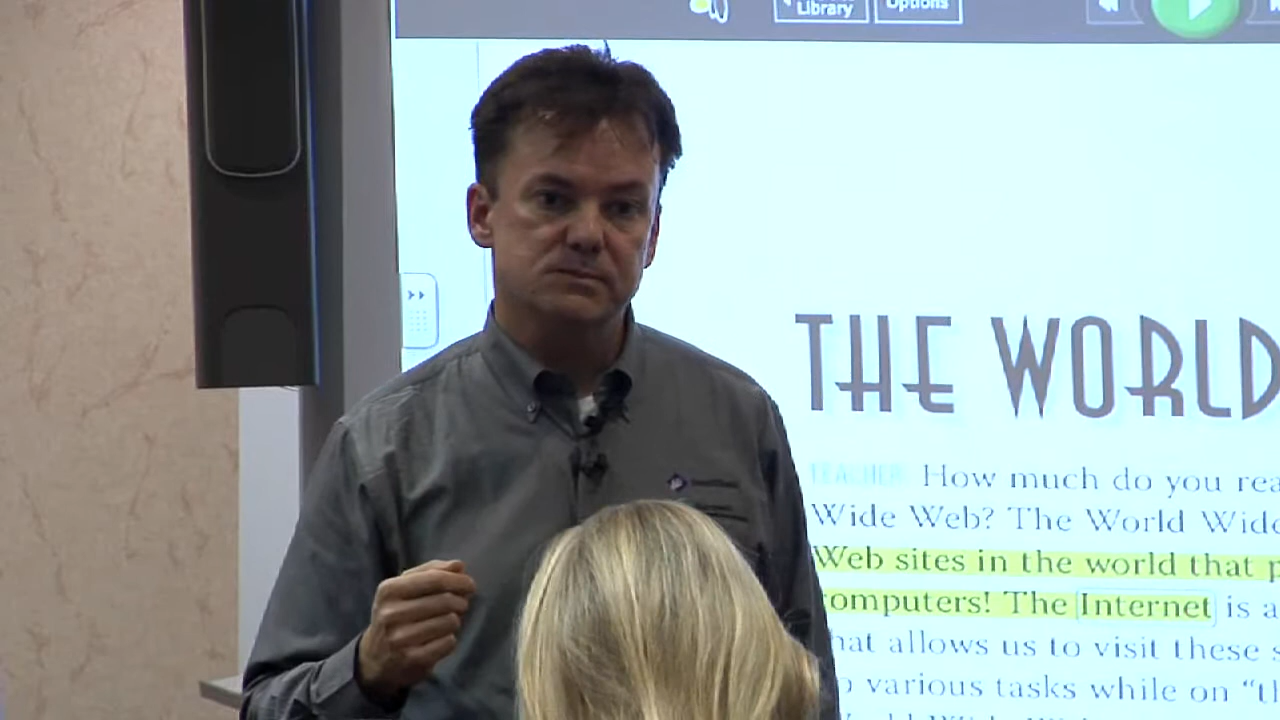 Library
Options
THE WORLD
TEACHER How much do you rea
Wide Web? The World Wide
Web sites in the world that p
computers! The Internet is a
hat allows us to visit these s
o various tasks while on “th